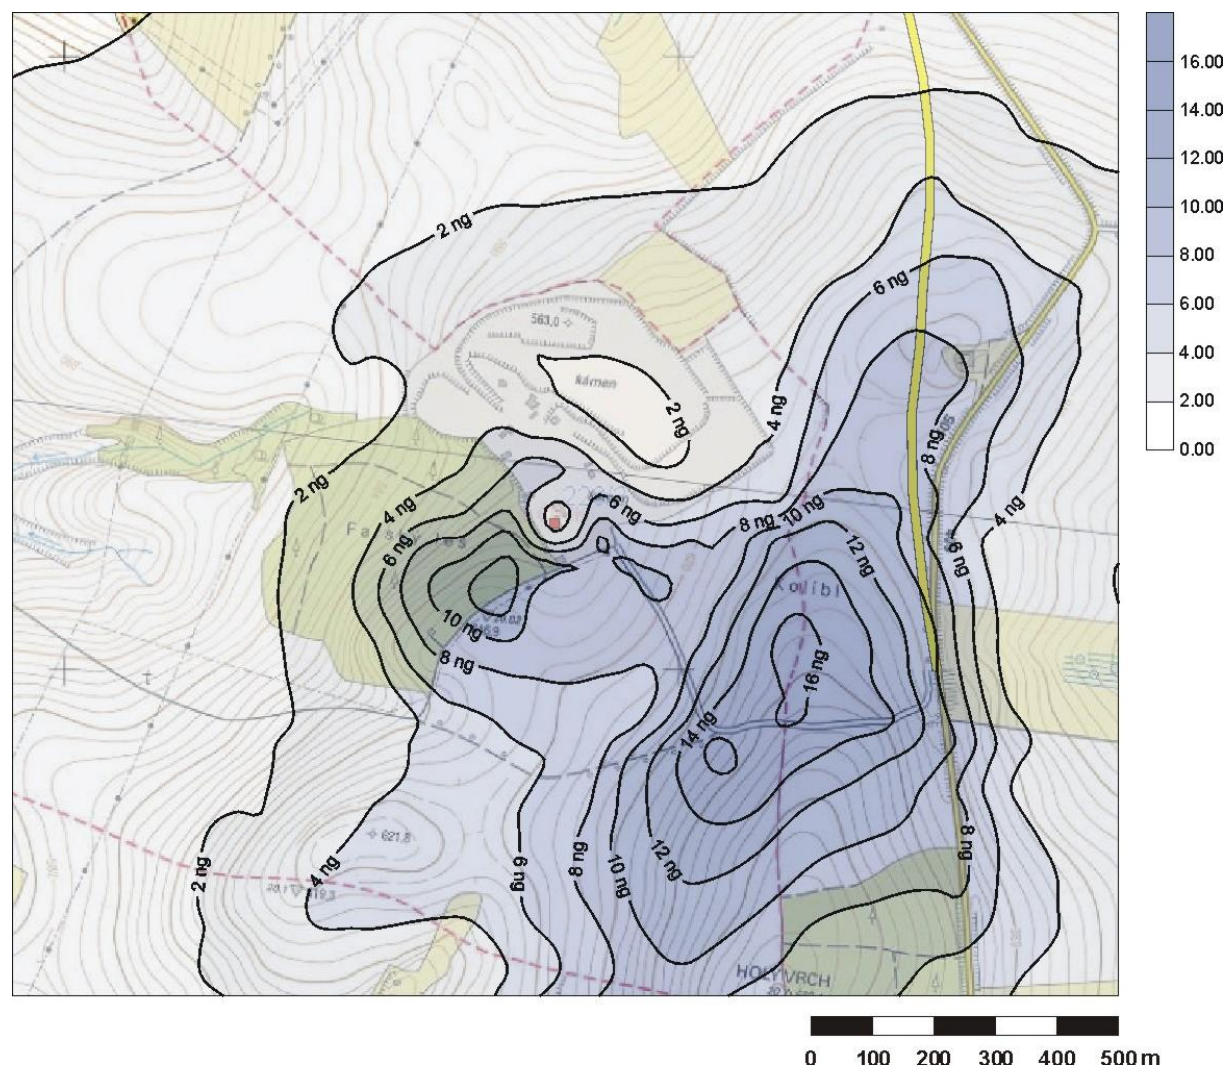 16.00
14.00
12.00
10.00
8.00
6.00
4.00
2.00
0.00
2 ng
6 ng
563,0
kámen
2 ng
4 ng
8 ng
2 ng
4 ng
6 ng
6 ng
8 ng
10 ng
4 ng
12 ng
6 ng
10 ng
8 ng
16 ng
14 ng
621,8
2 ng
4 ng
6 ng
8 ng
10 ng
12 ng
8 ng
HOLÝ VRCH
0 100 200 300 400 500 m